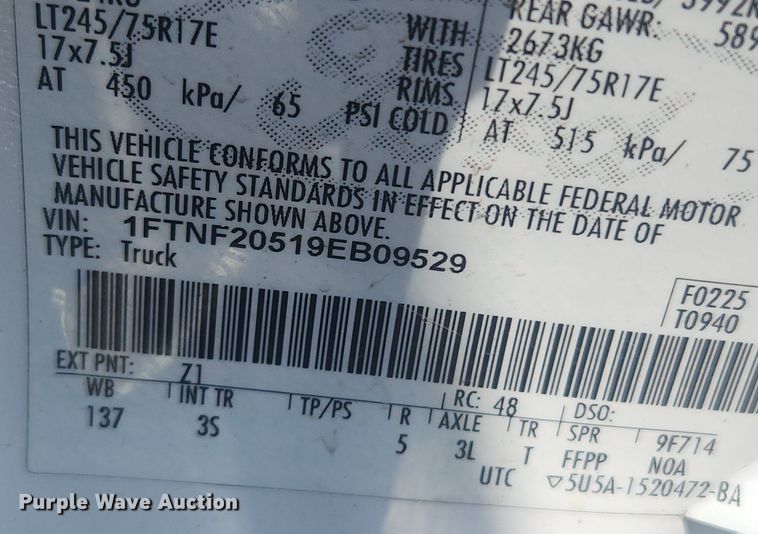 REAR GAWR: 589
LT245/75R17E WITH 2673KG
17x7.5J TIRES LT245/75R17E
AT 450 kPa/ 65 RIMS 17x7.5J
PSI COLD AT 515 kPa/ 75
THIS VEHICLE CONFORMS TO ALL APPLICABLE FEDERAL MOTOR
VEHICLE SAFETY STANDARDS IN EFFECT ON THE DATE OF
MANUFACTURE SHOWN ABOVE.
VIN: 1FTNF20519EB09529
TYPE: Truck
F0225
T0940
EXT PNT: Z1 RC: 48 DSO:
WB INT TR TP/PS R AXLE TR SPR 9F714
137 3S 5 3L T FFPP NOA
UTC ▽5U5A-1520472-BA
Purple Wave Auction